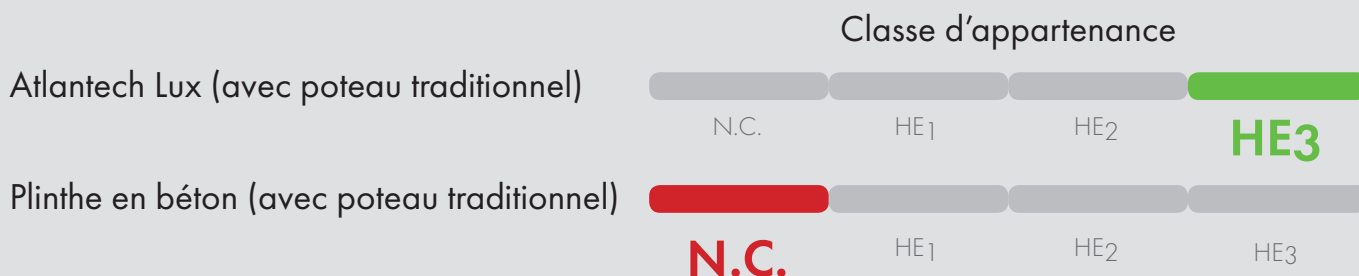 Classe d’appartenance
Atlantech Lux (avec poteau traditionnel)
N.C. HE1 HE2 HE3
Plinthe en béton (avec poteau traditionnel)
N.C. HE1 HE2 HE3